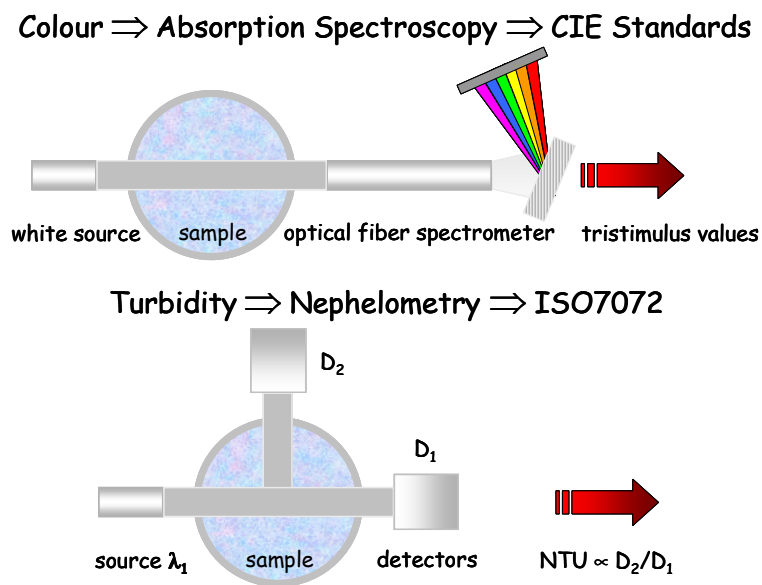 Colour ⇒ Absorption Spectroscopy ⇒ CIE Standards
white source sample optical fiber spectrometer tristimulus values
Turbidity ⇒ Nephelometry ⇒ ISO7072
D₂
D₁
source λ₁ sample detectors NTU ∝ D₂/D₁